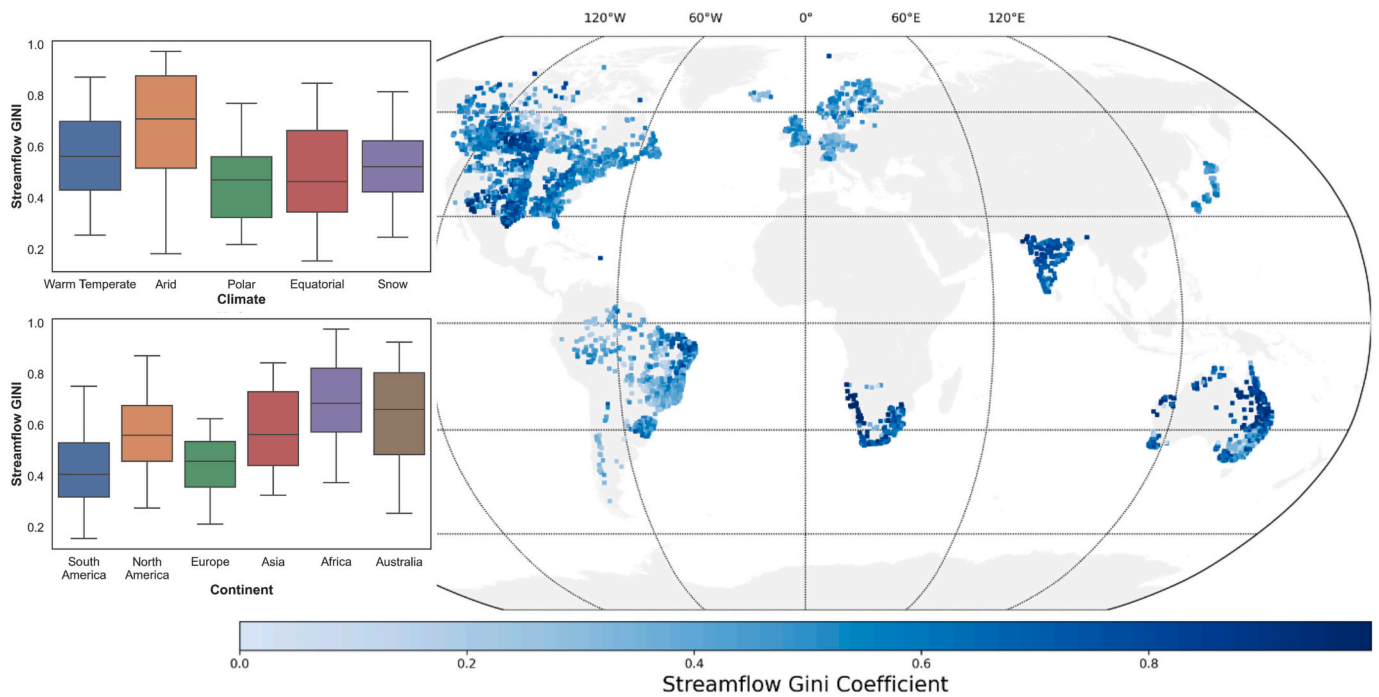 120°W 60°W 0° 60°E 120°E
1.0
0.8
0.6
0.4
0.2
Streamflow GINI
Warm Temperate Arid Polar Equatorial Snow
Climate
1.0
0.8
0.6
0.4
0.2
Streamflow GINI
South America North America Europe Asia Africa Australia
Continent
0.0 0.2 0.4 0.6 0.8
Streamflow Gini Coefficient